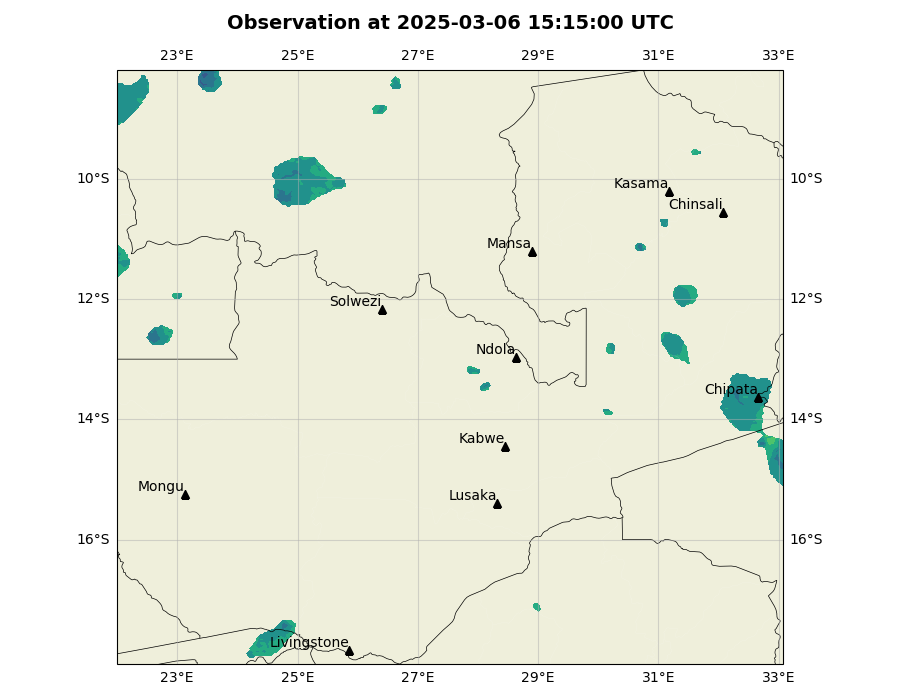 Observation at 2025-03-06 15:15:00 UTC
23°E 25°E 27°E 29°E 31°E 33°E
10°S 10°S
Kasama
Chinsali
Mansa
12°S 12°S
Solwezi
Ndola
Chipata
14°S 14°S
Kabwe
Mongu
Lusaka
16°S 16°S
Livingstone
23°E 25°E 27°E 29°E 31°E 33°E